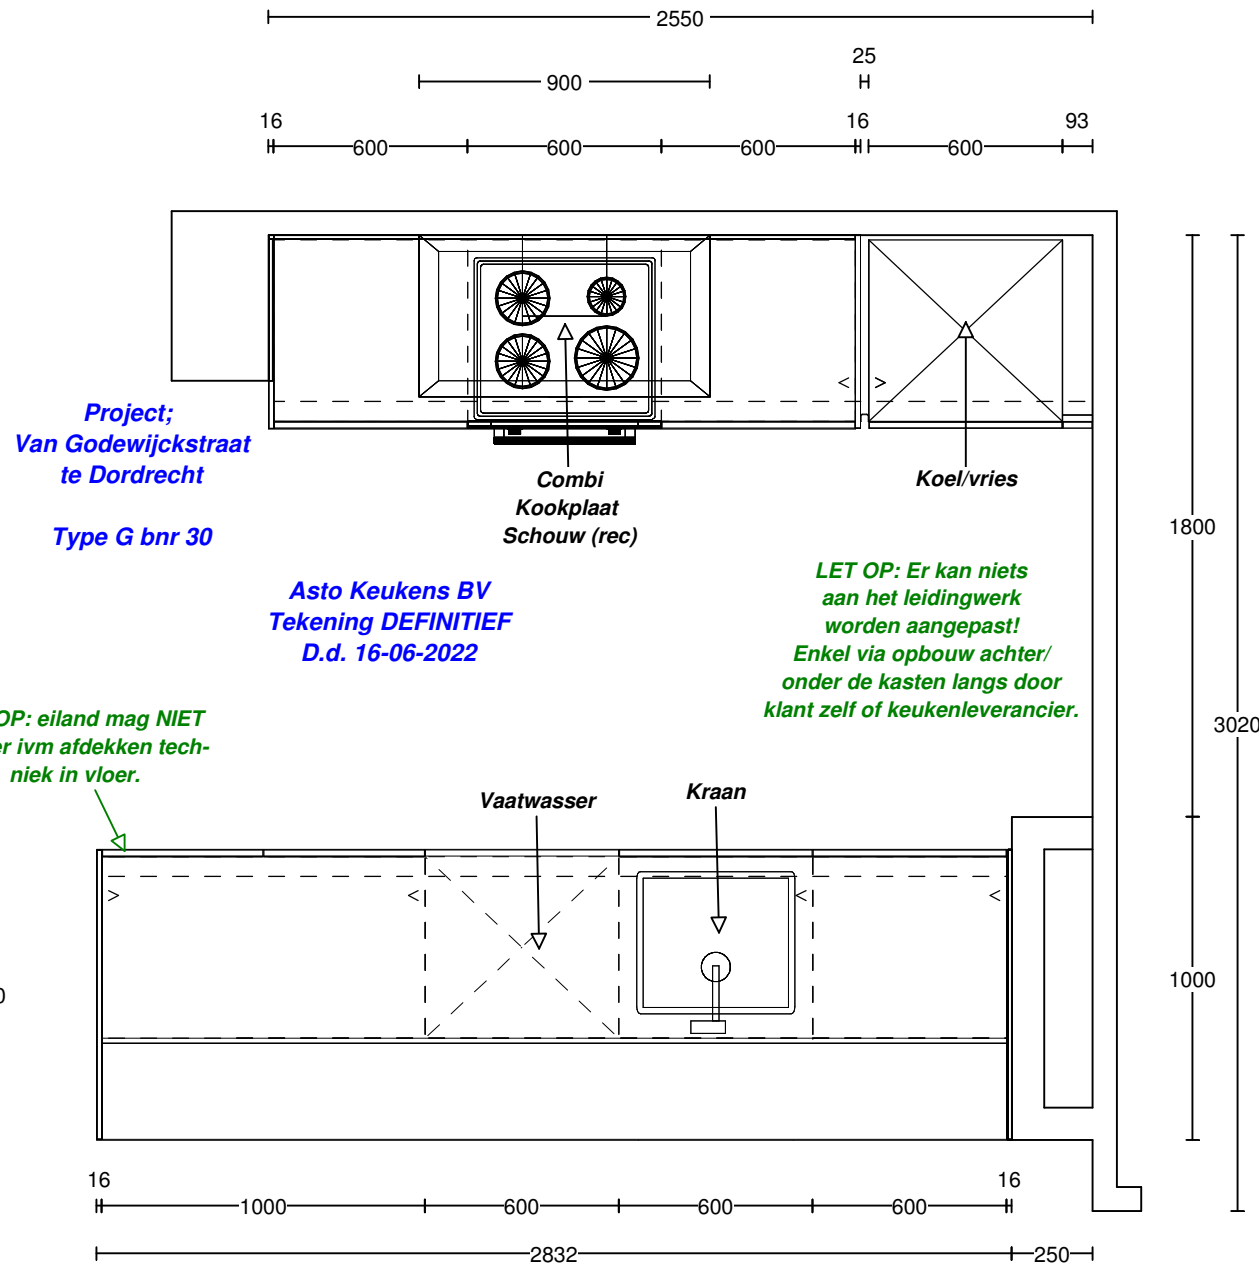 2550
25
900
16
16
93
600
600
600
600
Project;
Van Godewijckstraat
te Dordrecht
Type G bnr 30
Combi
Kookplaat
Schouw (rec)
Koel/vries
1800
Asto Keukens BV
Tekening DEFINITIEF
D.d. 16-06-2022
LET OP: Er kan niets
aan het leidingwerk
worden aangepast!
Enkel via opbouw achter/
onder de kasten langs door
klant zelf of keukenleverancier.
3020
OP: eiland mag NIET
er ivm afdekken tech-
niek in vloer.
Vaatwasser
Kraan
1000
0
16
16
1000
600
600
600
2832
250